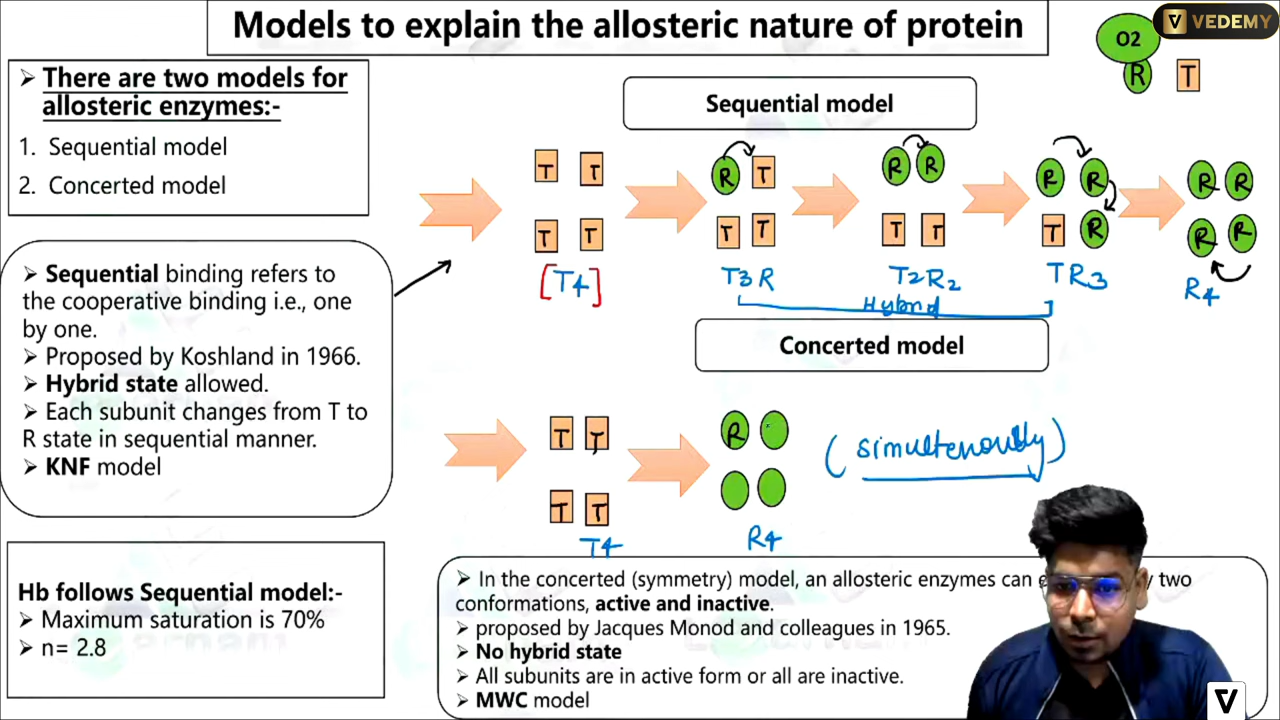 Models to explain the allosteric nature of protein
VEDEMY
O2
R T
➢ There are two models for
allosteric enzymes:-
1. Sequential model
2. Concerted model
Sequential model
T T R T R R R R R R
T T T T T T T R R R
[T4] T3R T2R2 TR3 R4
Hybrid
➢ Sequential binding refers to
the cooperative binding i.e., one
by one.
➢ Proposed by Koshland in 1966.
➢ Hybrid state allowed.
➢ Each subunit changes from T to
R state in sequential manner.
➢ KNF model
Concerted model
T T R (simultenously)
T T
T4 R4
Hb follows Sequential model:-
➢ Maximum saturation is 70%
➢ n= 2.8
➢ In the concerted (symmetry) model, an allosteric enzymes can two
conformations, active and inactive.
➢ proposed by Jacques Monod and colleagues in 1965.
➢ No hybrid state
➢ All subunits are in active form or all are inactive.
➢ MWC model